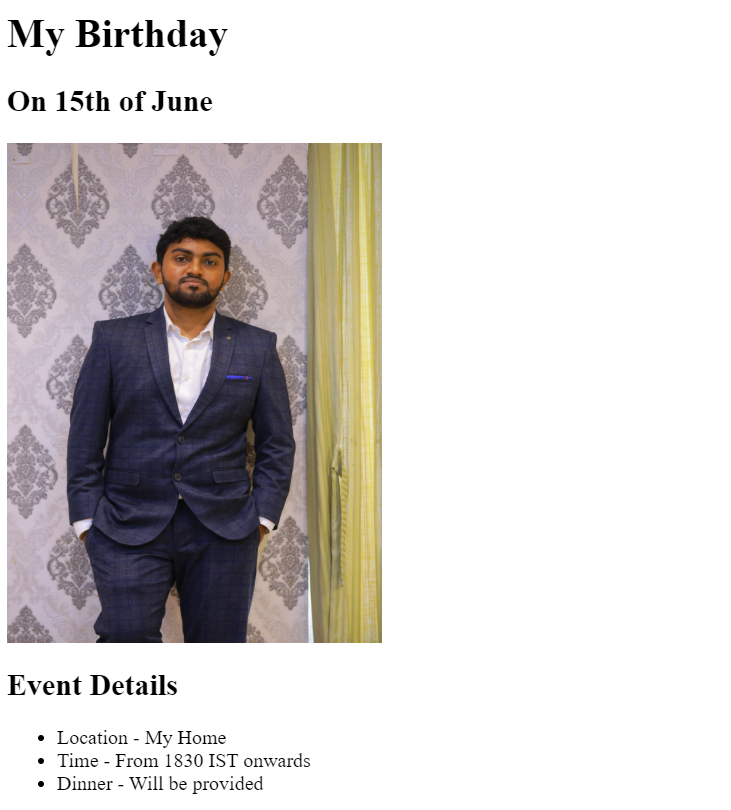 My Birthday
On 15th of June
Event Details
Location - My Home
Time - From 1830 IST onwards
Dinner - Will be provided